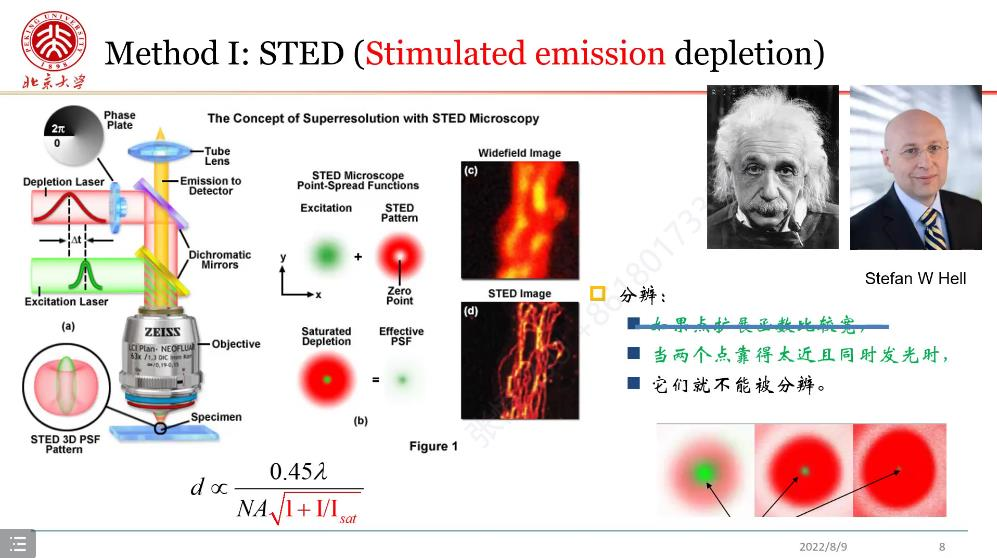 PEKING UNIVERSITY
1898
北京大学
Method I: STED (Stimulated emission depletion)
The Concept of Superresolution with STED Microscopy
Phase
Plate
2π
0
Tube
Lens
Depletion Laser
Emission to
Detector
Δt
Dichromatic
Mirrors
Excitation Laser
(a)
ZEISS
LCI Plan- NEOFLUAR
63x / 1,3 DIC Imm Korr
∞/0,19-0,15
Objective
Specimen
STED 3D PSF
Pattern
STED Microscope
Point-Spread Functions
Excitation
STED
Pattern
+
y
x
Zero
Point
Saturated
Depletion
Effective
PSF
=
(b)
Widefield Image
(c)
STED Image
(d)
Figure 1
d ∝ 0.45λ / NA√1 + I/I sat
Stefan W Hell
分辨：
如果点扩展函数比较宽，
当两个点靠得太近且同时发光时，
它们就不能被分辨。
2022/8/9
8